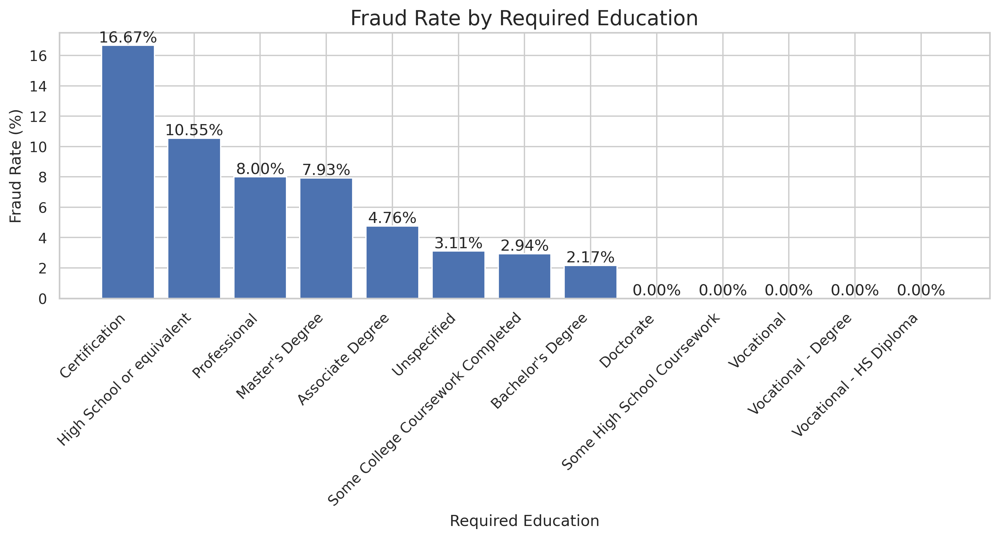 Fraud Rate by Required Education
Fraud Rate (%)
16
14
12
10
8
6
4
2
0
16.67%
10.55%
8.00%
7.93%
4.76%
3.11%
2.94%
2.17%
0.00%
0.00%
0.00%
0.00%
0.00%
Certification
High School or equivalent
Professional
Master's Degree
Associate Degree
Unspecified
Some College Coursework Completed
Bachelor's Degree
Doctorate
Some High School Coursework
Vocational
Vocational - Degree
Vocational - HS Diploma
Required Education